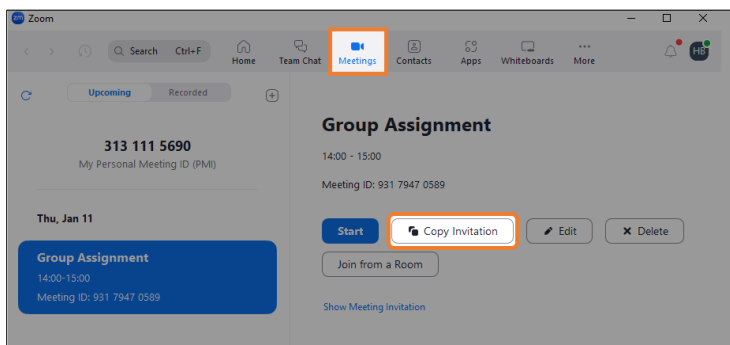 zm Zoom
Search Ctrl+F
Home
Team Chat
Meetings
Contacts
Apps
Whiteboards
More
HB
Upcoming
Recorded
313 111 5690
My Personal Meeting ID (PMI)
Thu, Jan 11
Group Assignment
14:00-15:00
Meeting ID: 931 7947 0589
Group Assignment
14:00 - 15:00
Meeting ID: 931 7947 0589
Start
Copy Invitation
Edit
Delete
Join from a Room
Show Meeting Invitation